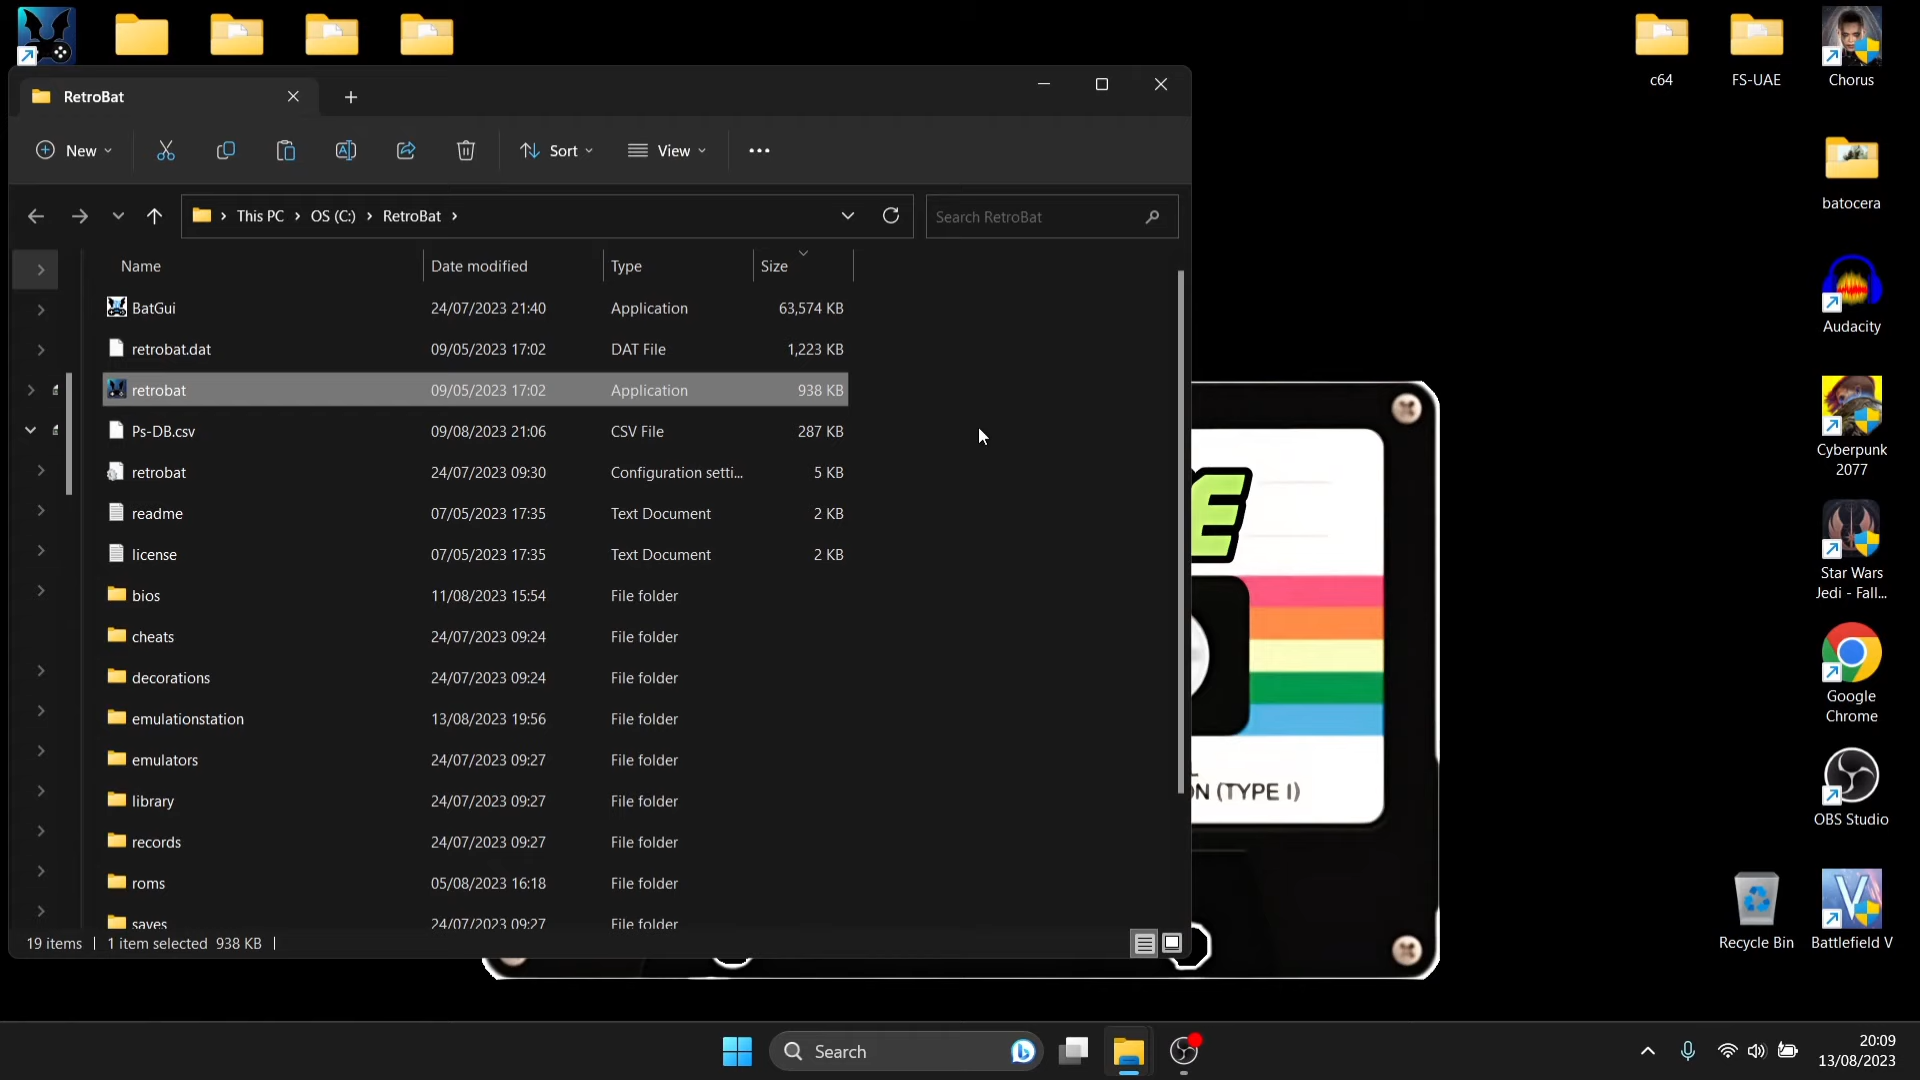 c64
FS-UAE
Chorus
batocera
Audacity
Cyberpunk
2077
Star Wars
Jedi - Fall...
Google
Chrome
OBS Studio
Recycle Bin
Battlefield V
RetroBat
New
Sort
View
This PC > OS (C:) > RetroBat >
Search RetroBat
Name Date modified Type Size
BatGui 24/07/2023 21:40 Application 63,574 KB
retrobat.dat 09/05/2023 17:02 DAT File 1,223 KB
retrobat 09/05/2023 17:02 Application 938 KB
Ps-DB.csv 09/08/2023 21:06 CSV File 287 KB
retrobat 24/07/2023 09:30 Configuration setti... 5 KB
readme 07/05/2023 17:35 Text Document 2 KB
license 07/05/2023 17:35 Text Document 2 KB
bios 11/08/2023 15:54 File folder
cheats 24/07/2023 09:24 File folder
decorations 24/07/2023 09:24 File folder
emulationstation 13/08/2023 19:56 File folder
emulators 24/07/2023 09:27 File folder
library 24/07/2023 09:27 File folder
records 24/07/2023 09:27 File folder
roms 05/08/2023 16:18 File folder
saves 24/07/2023 09:27 File folder
19 items | 1 item selected 938 KB |
E
ON (TYPE I)
Search
20:09
13/08/2023